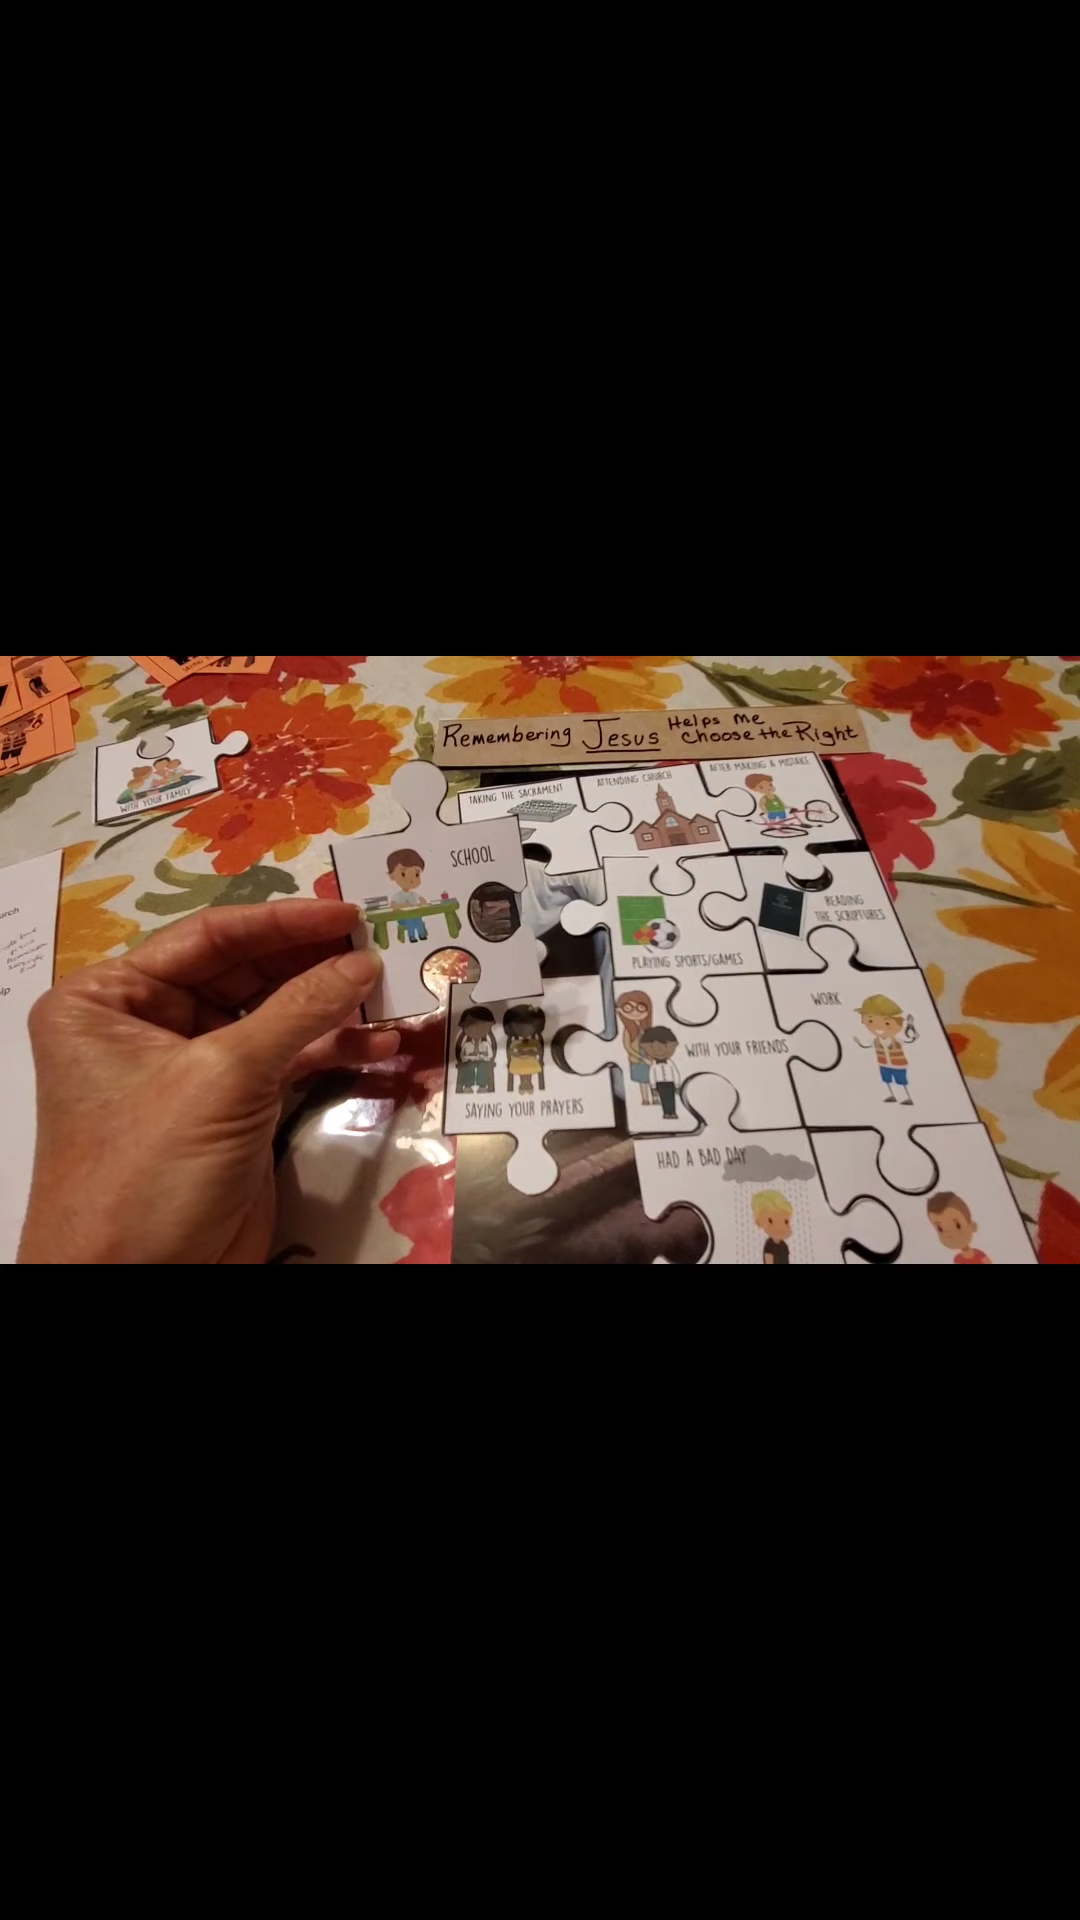 Remembering Jesus Helps Me
Choose the Right
TAKING THE SACRAMENT
ATTENDING CHURCH
AFTER MAKING A MISTAKE
WITH YOUR FAMILY
SCHOOL
READING
THE SCRIPTURES
PLAYING SPORTS/GAMES
WORK
WITH YOUR FRIENDS
SAYING YOUR PRAYERS
HAD A BAD DAY